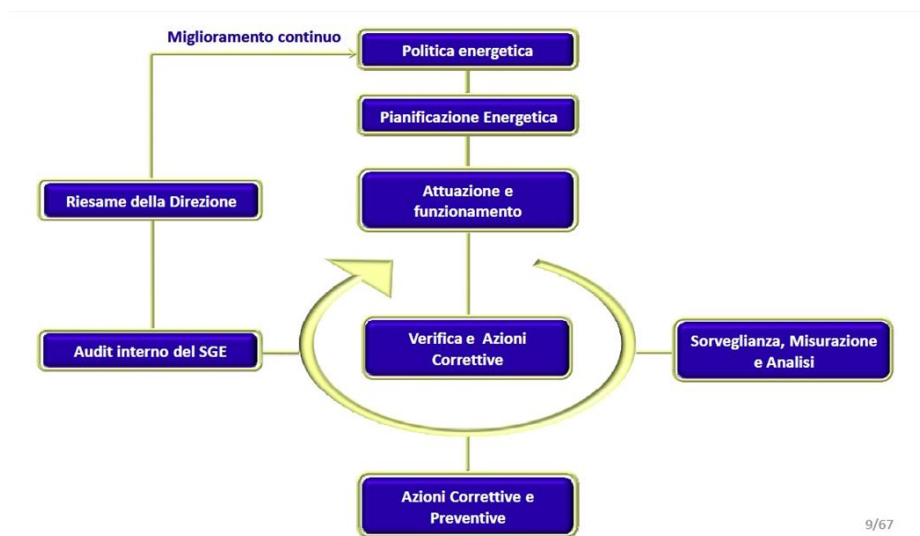 Miglioramento continuo
Politica energetica
Pianificazione Energetica
Attuazione e
funzionamento
Riesame della Direzione
Audit interno del SGE
Verifica e Azioni
Correttive
Sorveglianza, Misurazione
e Analisi
Azioni Correttive e
Preventive
9/67